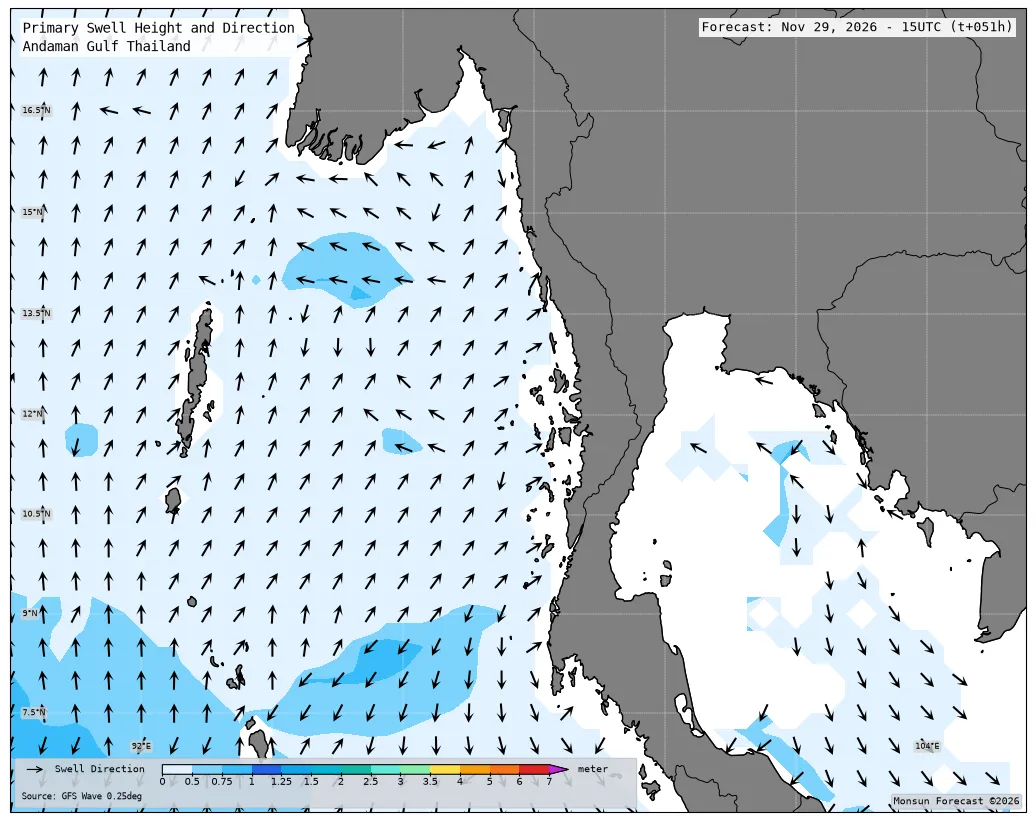 Primary Swell Height and Direction
Andaman Gulf Thailand
Forecast: Nov 29, 2026 - 15UTC (t+051h)
16.5°N
15°N
13.5°N
12°N
10.5°N
9°N
7.5°N
92°E
104°E
Swell Direction
0 0.5 0.75 1 1.25 1.5 2 2.5 3 3.5 4 5 6 7
meter
Source: GFS Wave 0.25deg
Monsun Forecast ©2026